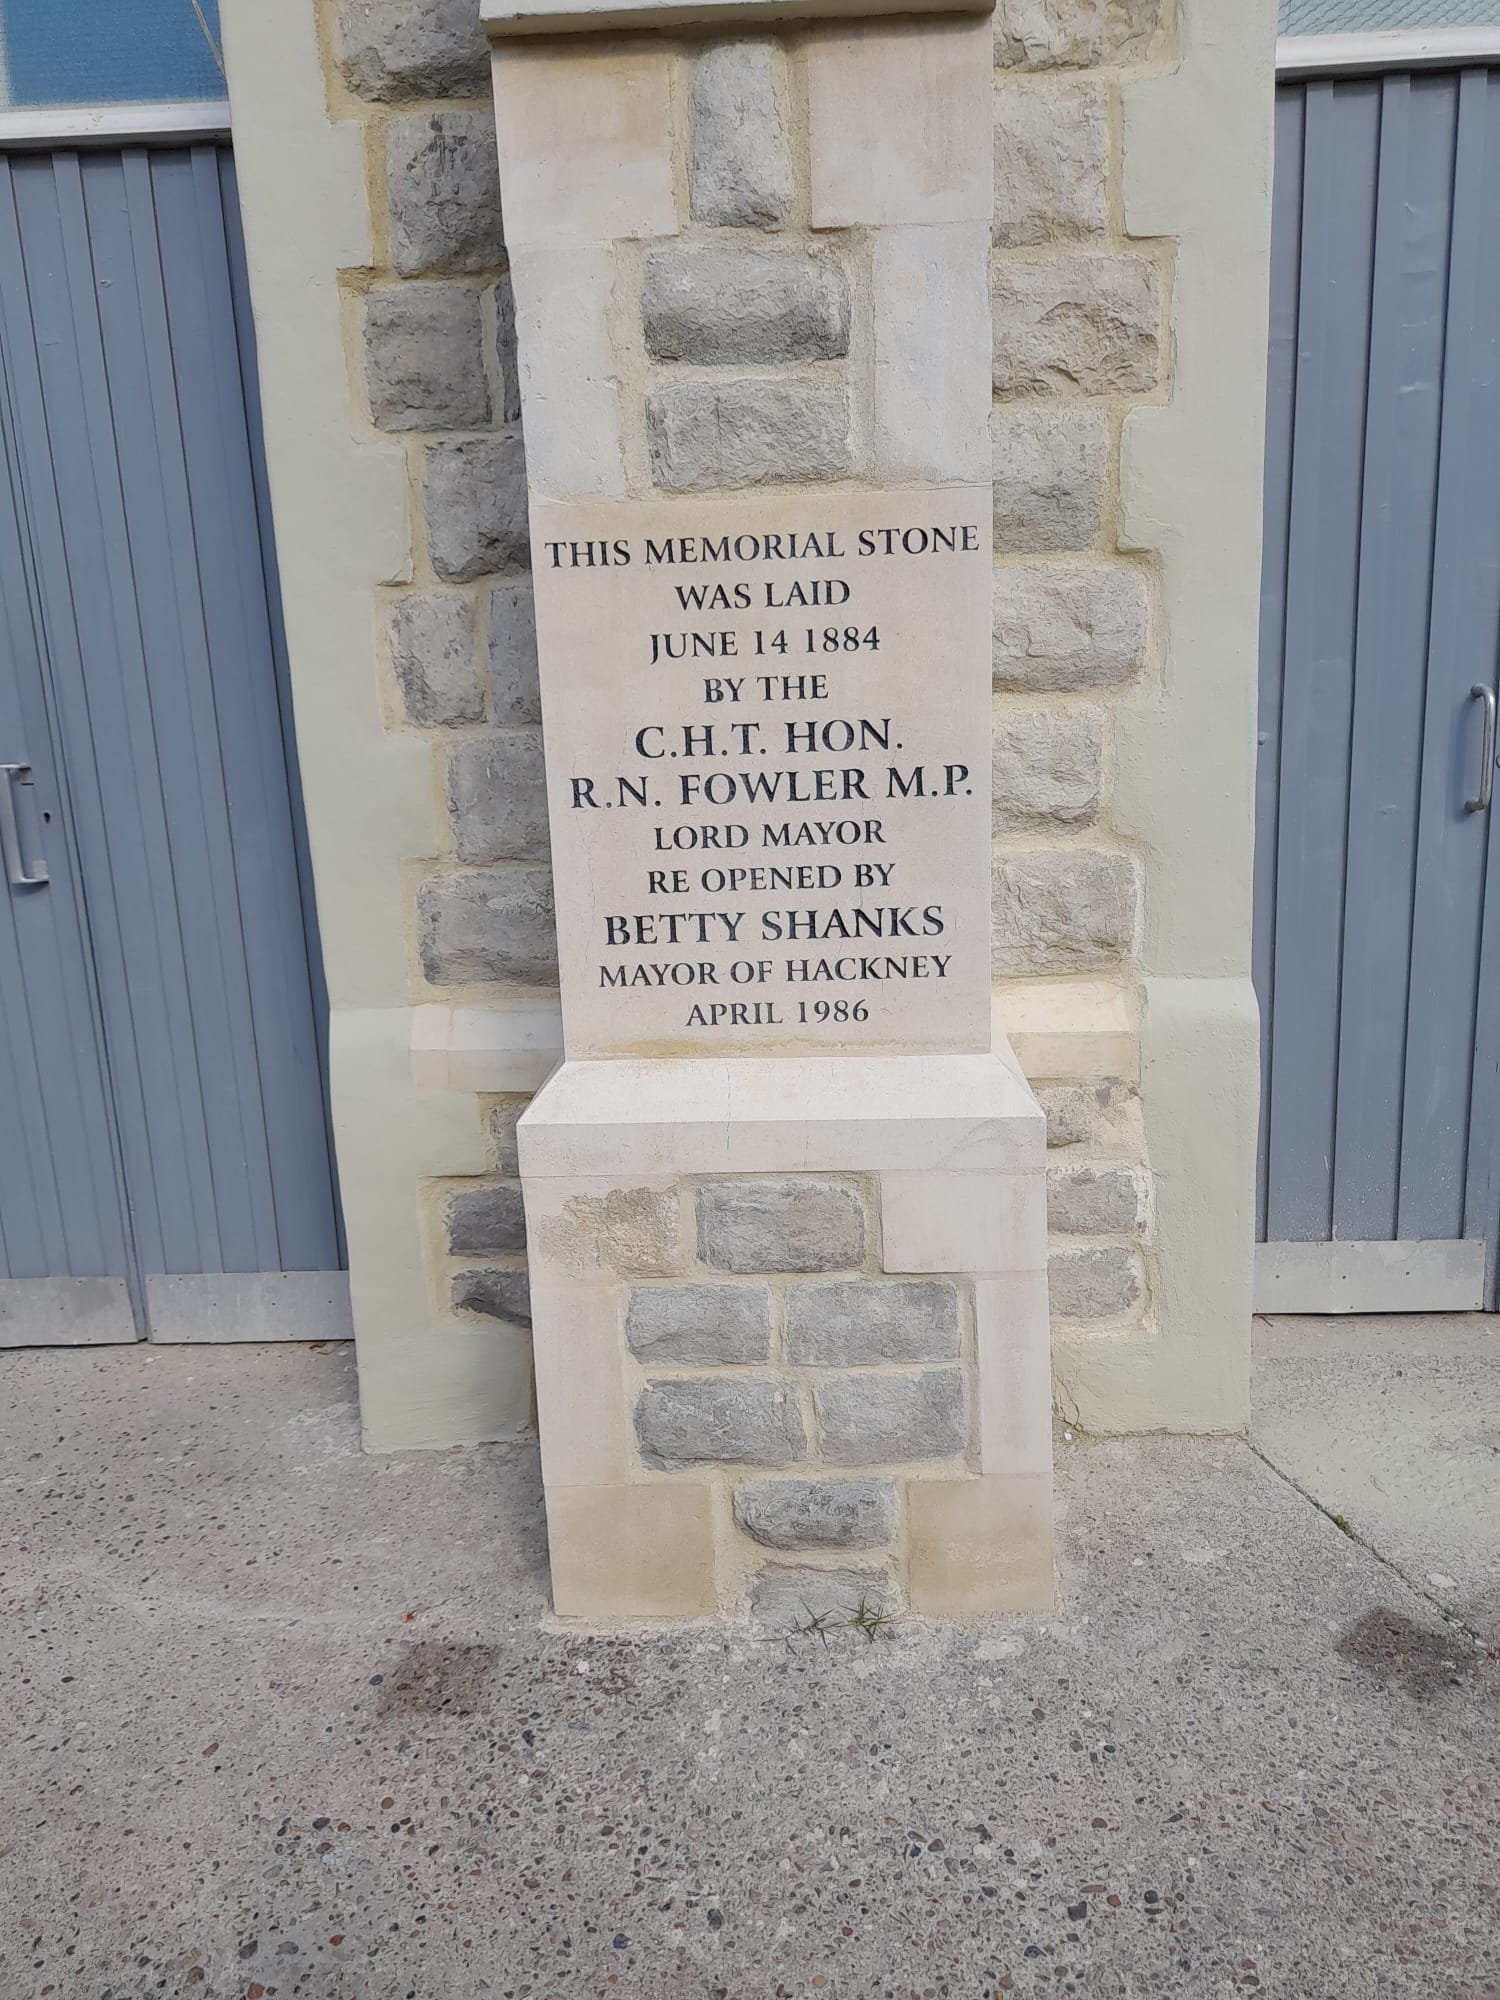 THIS MEMORIAL STONE
WAS LAID
JUNE 14 1884
BY THE
C.H.T. HON.
R.N. FOWLER M.P.
LORD MAYOR
RE OPENED BY
BETTY SHANKS
MAYOR OF HACKNEY
APRIL 1986